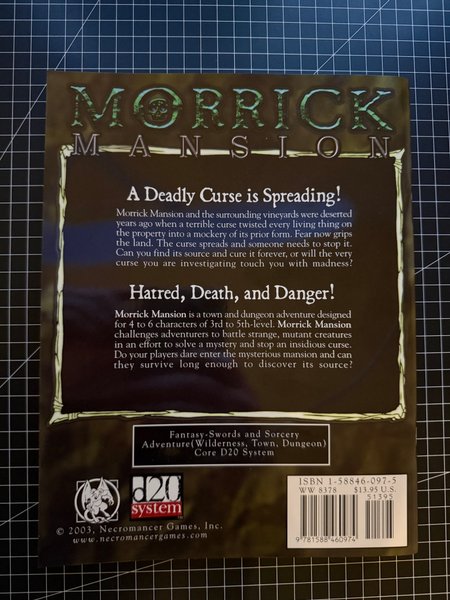 MORRICK
MANSION
A Deadly Curse is Spreading!
Morrick Mansion and the surrounding vineyards were deserted
years ago when a terrible curse twisted every living thing on
the property into a mockery of its prior form. Fear now grips
the land. The curse spreads and someone needs to stop it.
Can you find its source and cure it forever, or will the very
curse you are investigating touch you with madness?
Hatred, Death, and Danger!
Morrick Mansion is a town and dungeon adventure designed
for 4 to 6 characters of 3rd to 5th-level. Morrick Mansion
challenges adventurers to battle strange, mutant creatures
in an effort to solve a mystery and stop an insidious curse.
Do your players dare enter the mysterious mansion and can
they survive long enough to discover its source?
Fantasy-Swords and Sorcery
Adventure(Wilderness, Town, Dungeon)
Core D20 System
d20
system
© 2003, Necromancer Games, Inc.
www.necromancergames.com
ISBN 1-58846-097-5
WW 8378 $13.95 U.S.
51395
9 781588 460974